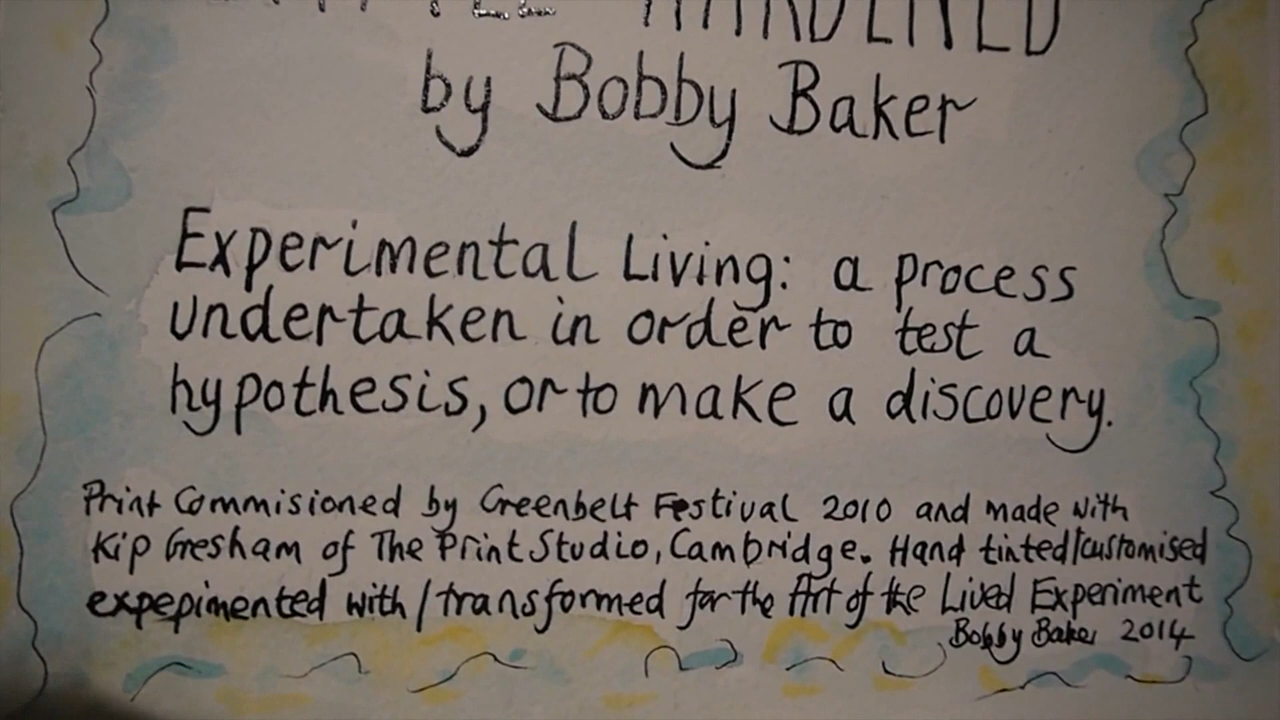 HARDENED
by Bobby Baker
Experimental Living: a process
undertaken in order to test a
hypothesis, or to make a discovery.
Print Commisioned by Greenbelt Festival 2010 and made with
Kip Gresham of The Print Studio, Cambridge. Hand tinted/customised
expepimented with/transformed for the Art of the Lived Experiment
Bobby Baker 2014